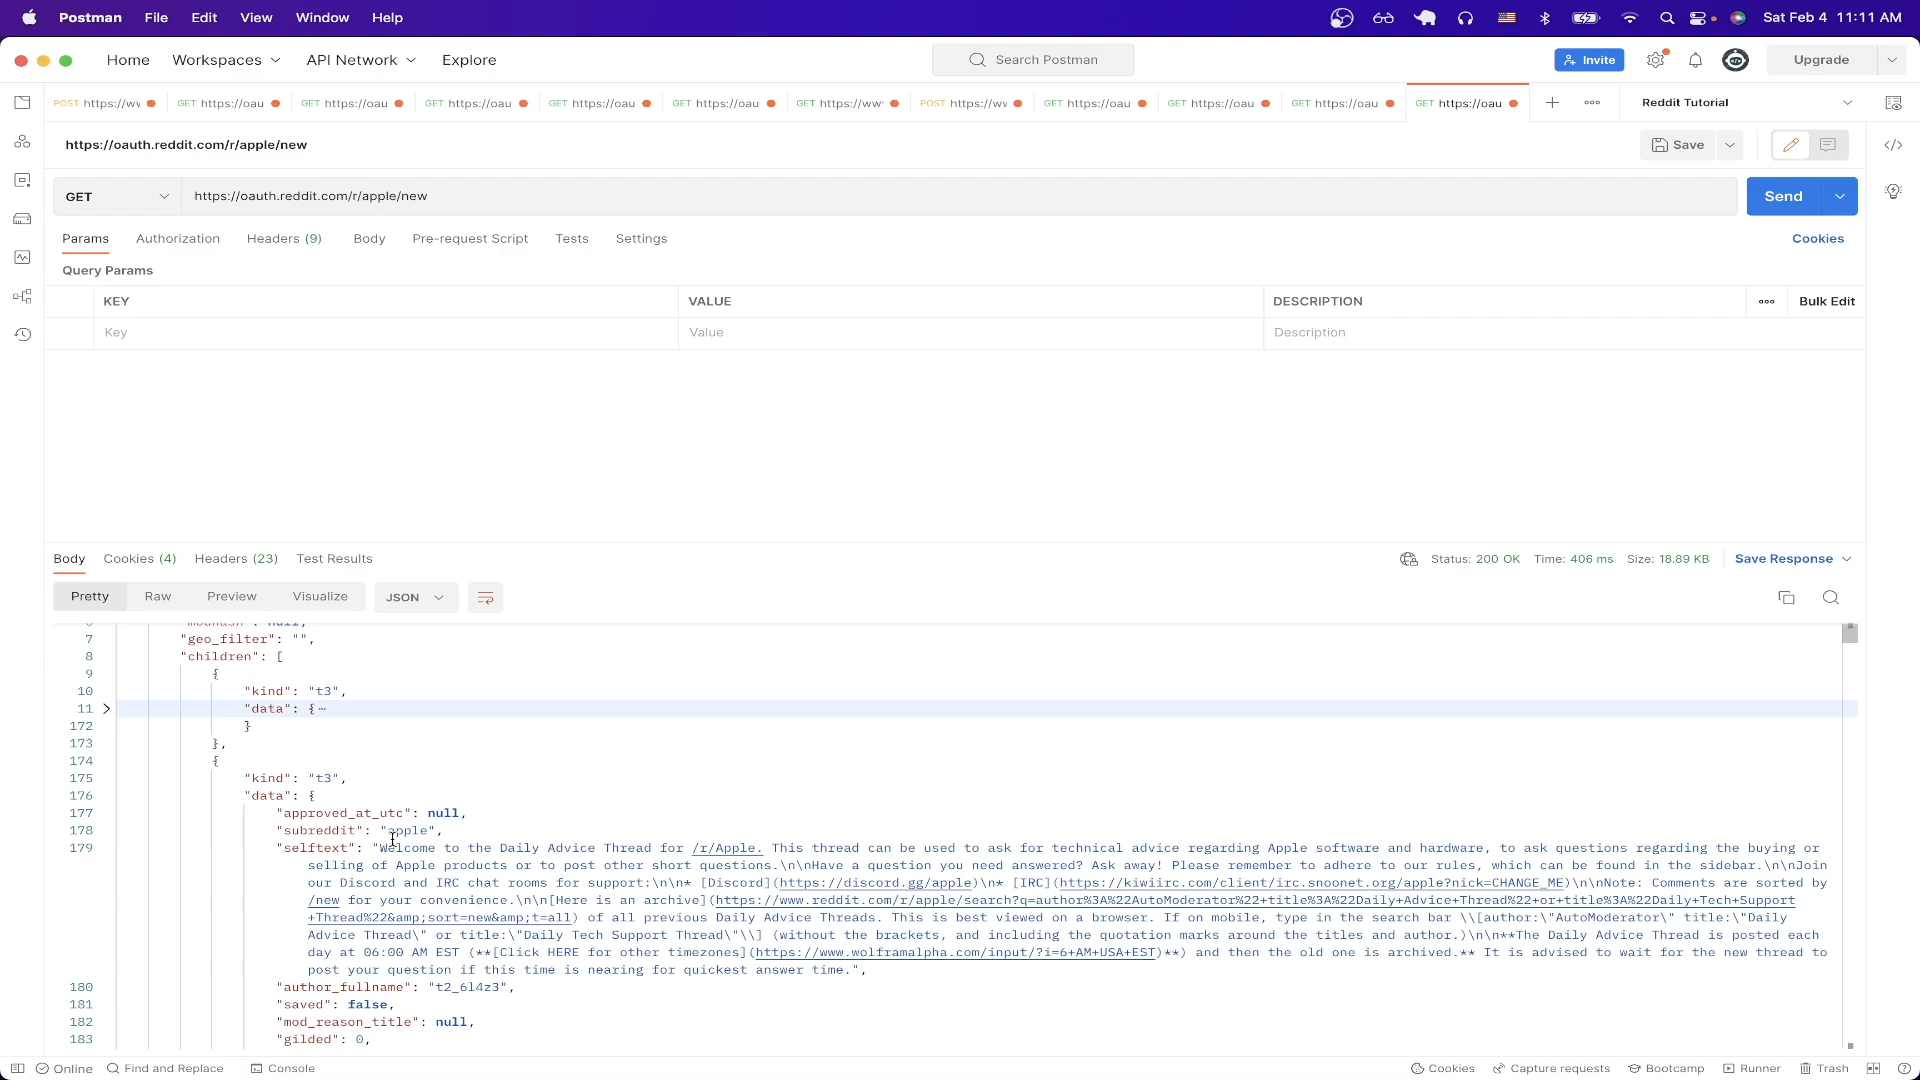 Postman File Edit View Window Help
Sat Feb 4 11:11 AM
Home Workspaces API Network Explore
Search Postman
Invite
Upgrade
POST https://wv GET https://oau GET https://oau GET https://oau GET https://oau GET https://oau GET https://ww POST https://wv GET https://oau GET https://oau GET https://oau GET https://oau
Reddit Tutorial
https://oauth.reddit.com/r/apple/new
Save
GET https://oauth.reddit.com/r/apple/new
Send
Params Authorization Headers (9) Body Pre-request Script Tests Settings
Cookies
Query Params
KEY VALUE DESCRIPTION
Bulk Edit
Key Value Description
Body Cookies (4) Headers (23) Test Results
Status: 200 OK Time: 406 ms Size: 18.89 KB Save Response
Pretty Raw Preview Visualize JSON
7 "geo_filter": "",
8 "children": [
9 {
10 "kind": "t3",
11 "data": {⋯
172 }
173 },
174 {
175 "kind": "t3",
176 "data": {
177 "approved_at_utc": null,
178 "subreddit": "apple",
179 "selftext": "Welcome to the Daily Advice Thread for /r/Apple. This thread can be used to ask for technical advice regarding Apple software and hardware, to ask questions regarding the buying or
selling of Apple products or to post other short questions.\n\nHave a question you need answered? Ask away! Please remember to adhere to our rules, which can be found in the sidebar.\n\nJoin
our Discord and IRC chat rooms for support:\n\n* [Discord](https://discord.gg/apple)\n* [IRC](https://kiwiirc.com/client/irc.snoonet.org/apple?nick=CHANGE_ME)\n\nNote: Comments are sorted by
/new for your convenience.\n\n[Here is an archive](https://www.reddit.com/r/apple/search?q=author%3A%22AutoModerator%22+title%3A%22Daily+Advice+Thread%22+or+title%3A%22Daily+Tech+Support
+Thread%22&amp;sort=new&amp;t=all) of all previous Daily Advice Threads. This is best viewed on a browser. If on mobile, type in the search bar \\[author:\"AutoModerator\" title:\"Daily
Advice Thread\" or title:\"Daily Tech Support Thread\"\\] (without the brackets, and including the quotation marks around the titles and author.)\n\n**The Daily Advice Thread is posted each
day at 06:00 AM EST (**[Click HERE for other timezones](https://www.wolframalpha.com/input/?i=6+AM+USA+EST)**) and then the old one is archived.** It is advised to wait for the new thread to
post your question if this time is nearing for quickest answer time.",
180 "author_fullname": "t2_6l4z3",
181 "saved": false,
182 "mod_reason_title": null,
183 "gilded": 0,
Online Find and Replace Console
Cookies Capture requests Bootcamp Runner Trash